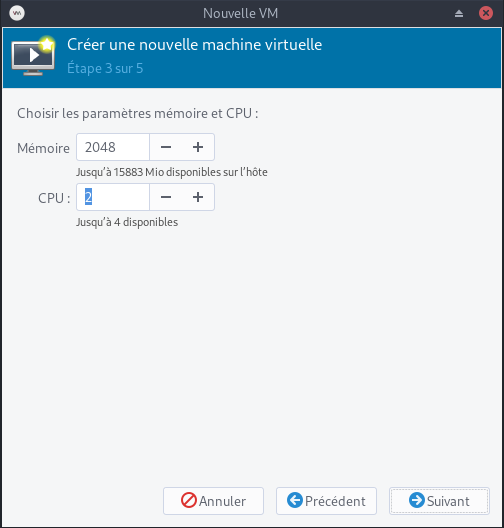 Nouvelle VM
Créer une nouvelle machine virtuelle
Étape 3 sur 5
Choisir les paramètres mémoire et CPU :
Mémoire 2048
Jusqu'à 15883 Mio disponibles sur l'hôte
CPU : 2
Jusqu'à 4 disponibles
Annuler Précédent Suivant